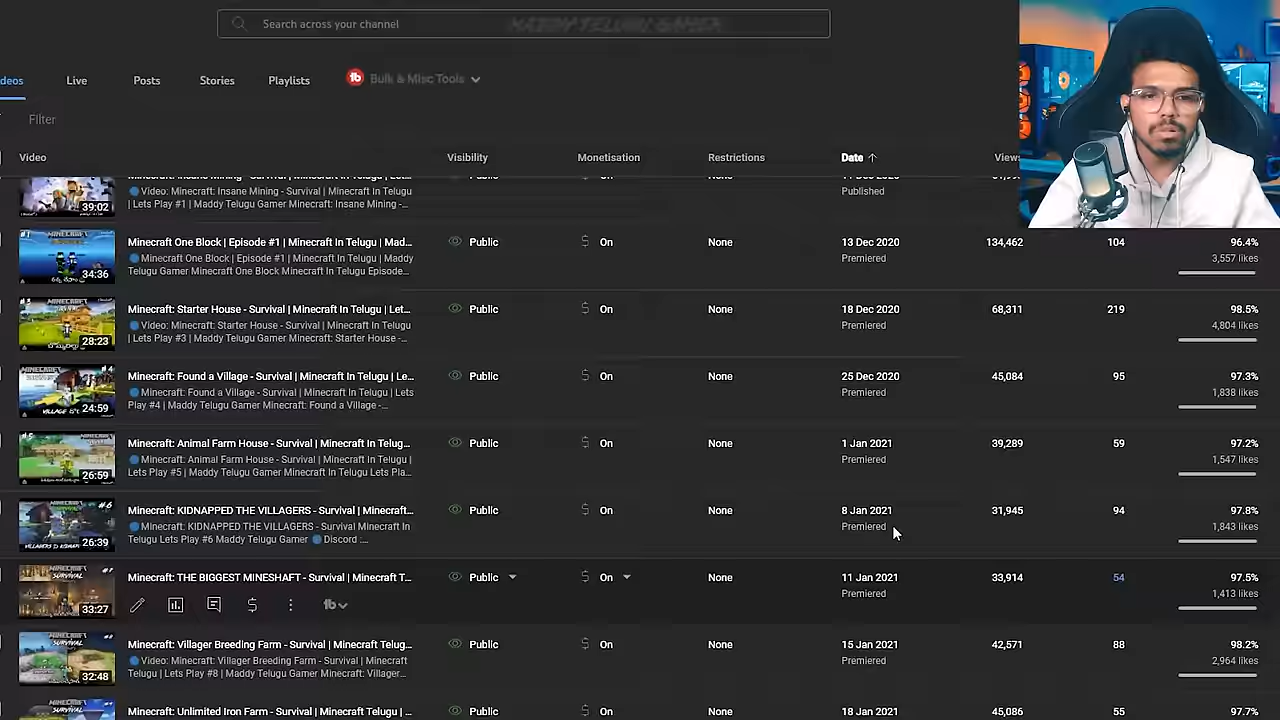 Search across your channel
MADDY TELUGU GAMER
deos
Live
Posts
Stories
Playlists
tb Bulk & Misc Tools
Filter
Video
Visibility
Monetisation
Restrictions
Date
Views
Minecraft: Insane Mining - Survival | Minecraft In Telugu | Let...
Public
On
None
Published
Video: Minecraft: Insane Mining - Survival | Minecraft In Telugu
| Lets Play #1 | Maddy Telugu Gamer Minecraft: Insane Mining -...
39:02
Minecraft One Block | Episode #1 | Minecraft In Telugu | Mad...
Public
On
None
13 Dec 2020
134,462
104
96.4%
Minecraft One Block | Episode #1 | Minecraft In Telugu | Maddy
Premiered
3,557 likes
Telugu Gamer Minecraft One Block Minecraft In Telugu Episode...
34:36
Minecraft: Starter House - Survival | Minecraft In Telugu | Let...
Public
On
None
18 Dec 2020
68,311
219
98.5%
Video: Minecraft: Starter House - Survival | Minecraft In Telugu
Premiered
4,804 likes
| Lets Play #3 | Maddy Telugu Gamer Minecraft: Starter House -...
28:23
Minecraft: Found a Village - Survival | Minecraft In Telugu | Le...
Public
On
None
25 Dec 2020
45,084
95
97.3%
Minecraft: Found a Village - Survival | Minecraft In Telugu | Lets
Premiered
1,838 likes
Play #4 | Maddy Telugu Gamer Minecraft: Found a Village -...
24:59
Minecraft: Animal Farm House - Survival | Minecraft In Telug...
Public
On
None
1 Jan 2021
39,289
59
97.2%
Minecraft: Animal Farm House - Survival | Minecraft In Telugu |
Premiered
1,547 likes
Lets Play #5 | Maddy Telugu Gamer Minecraft In Telugu Lets Pla...
26:59
Minecraft: KIDNAPPED THE VILLAGERS - Survival | Minecraft...
Public
On
None
8 Jan 2021
31,945
94
97.8%
Minecraft: KIDNAPPED THE VILLAGERS - Survival Minecraft In
Premiered
1,843 likes
Telugu Lets Play #6 Maddy Telugu Gamer Discord :...
26:39
Minecraft: THE BIGGEST MINESHAFT - Survival | Minecraft T...
Public
On
None
11 Jan 2021
33,914
54
97.5%
Premiered
1,413 likes
tb
33:27
Minecraft: Villager Breeding Farm - Survival | Minecraft Telug...
Public
On
None
15 Jan 2021
42,571
88
98.2%
Video: Minecraft: Villager Breeding Farm - Survival | Minecraft
Premiered
2,964 likes
Telugu | Lets Play #8 | Maddy Telugu Gamer Minecraft: Villager...
32:48
Minecraft: Unlimited Iron Farm - Survival | Minecraft Telugu | ...
Public
On
None
18 Jan 2021
45,086
55
97.7%